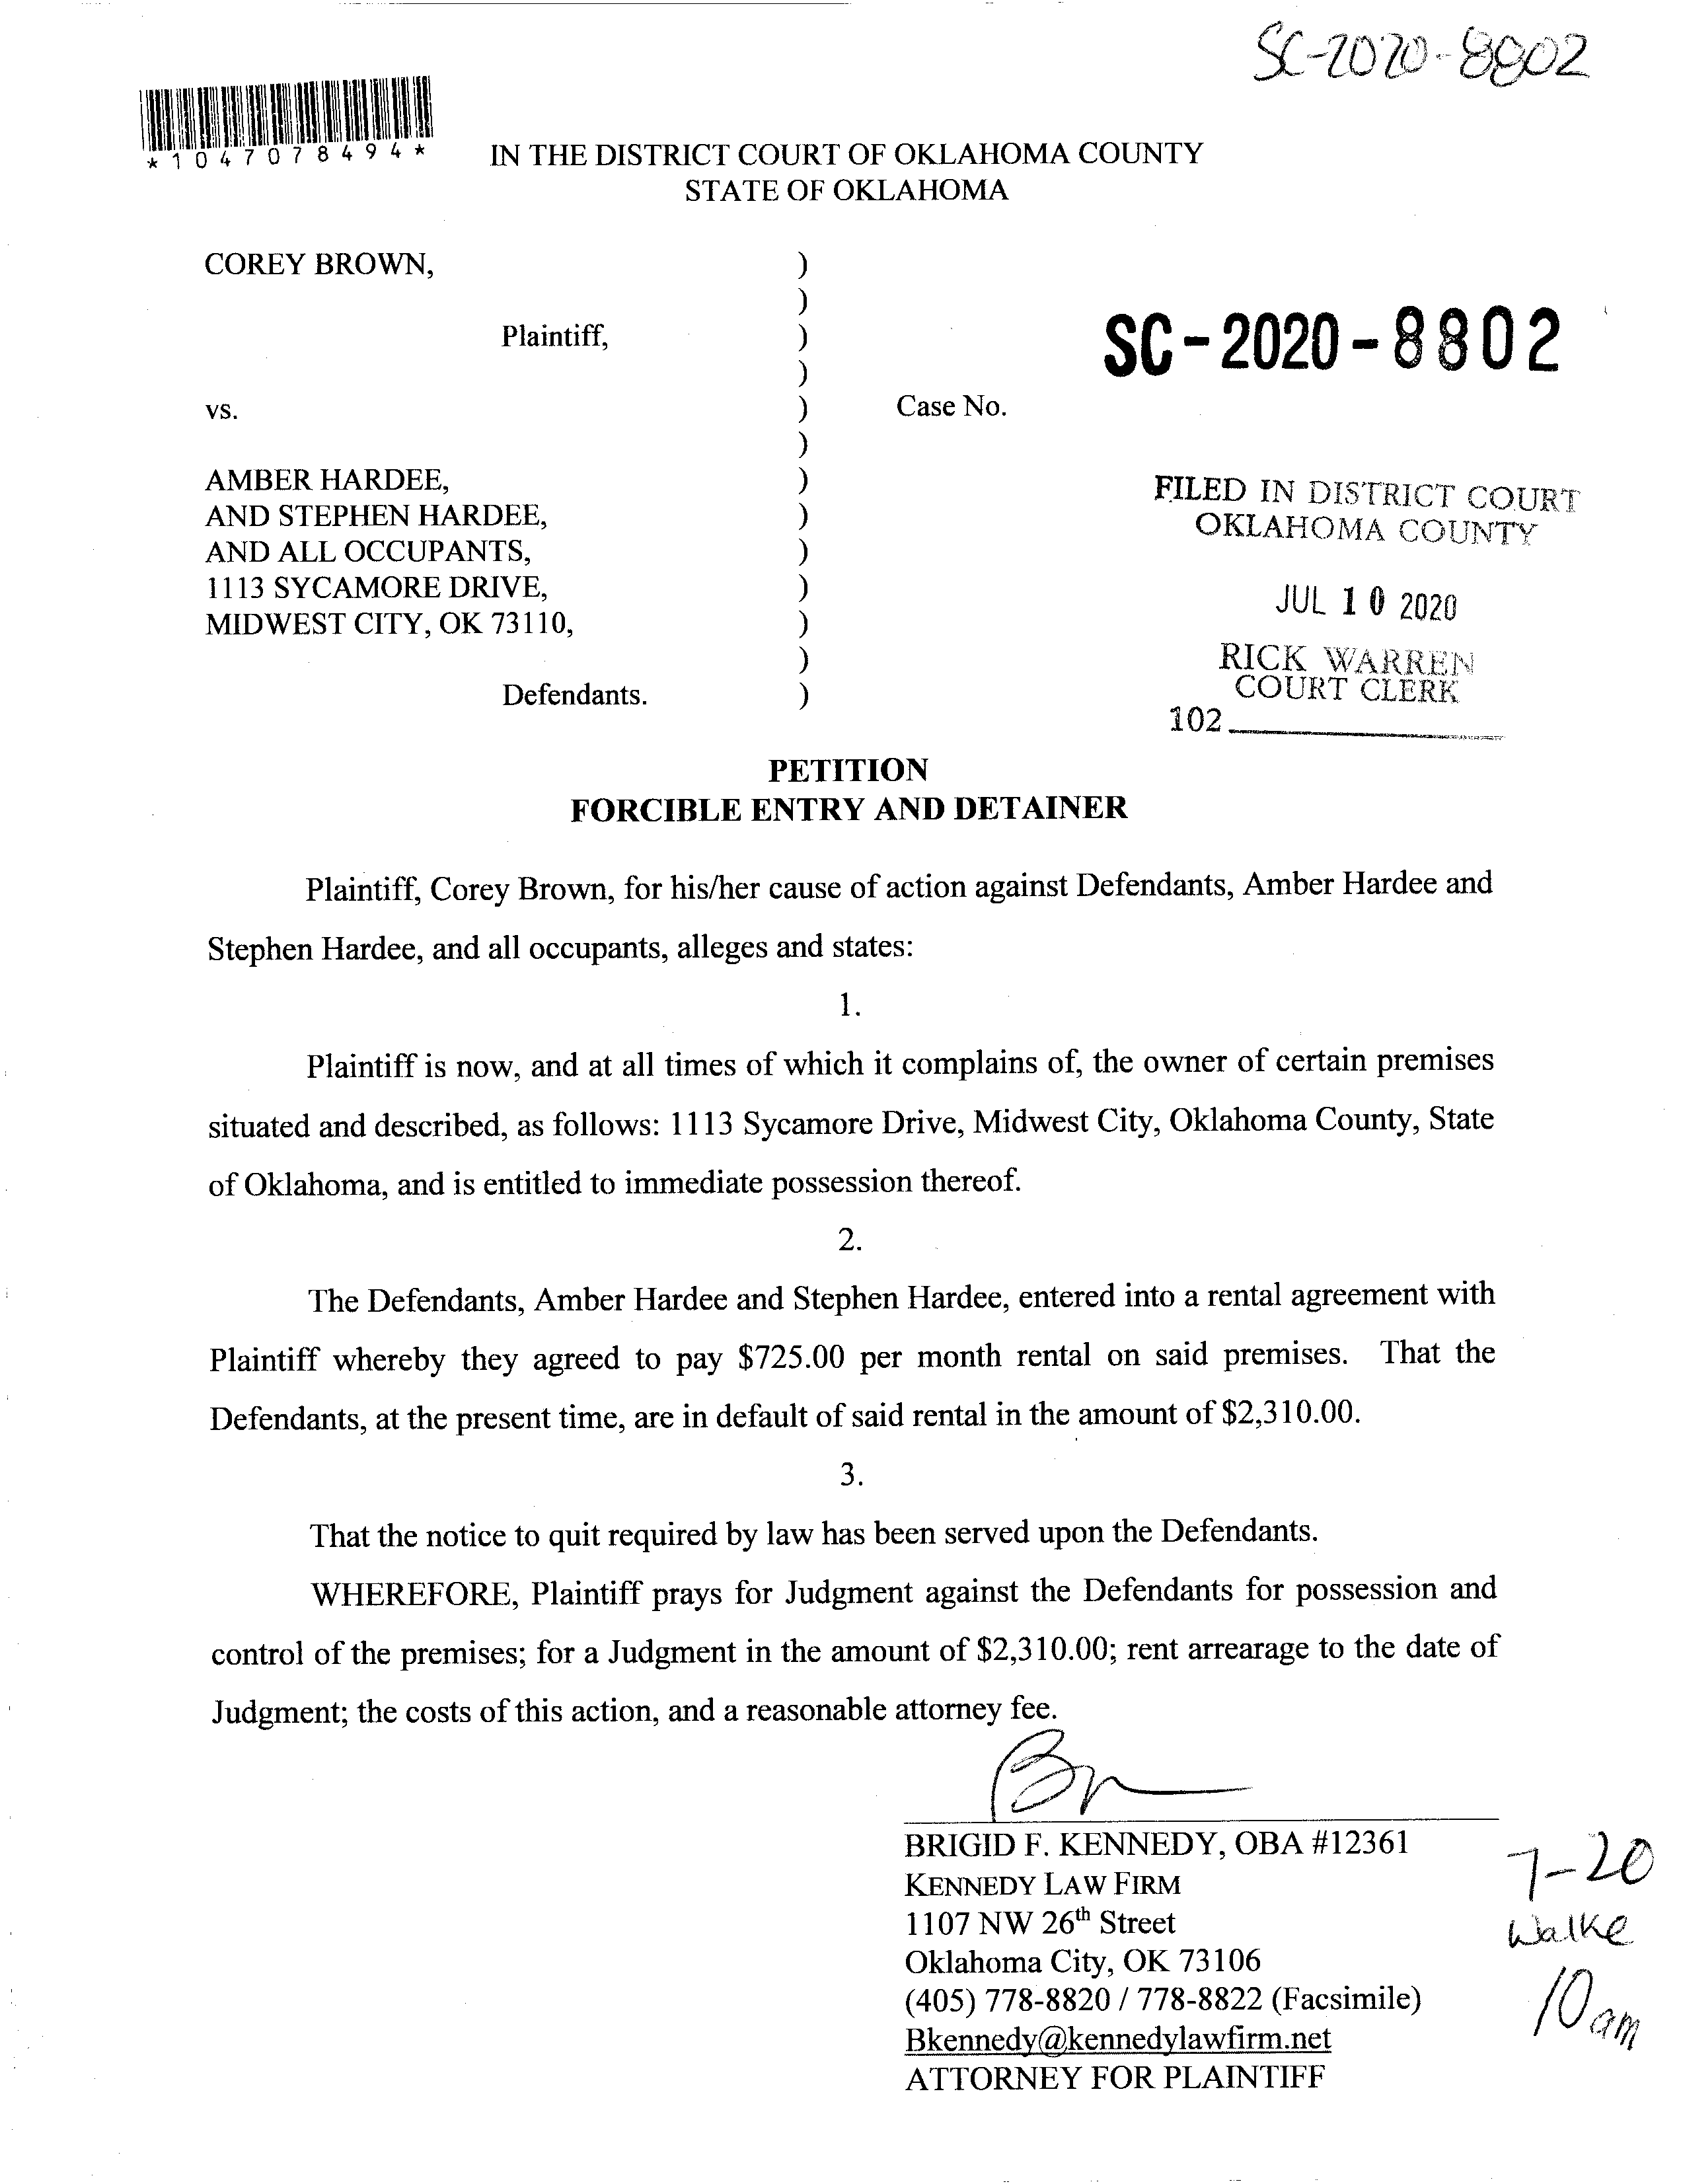 SC-2020-8802
*1047078494*
IN THE DISTRICT COURT OF OKLAHOMA COUNTY
STATE OF OKLAHOMA
COREY BROWN, )
)
Plaintiff, )
SC-2020-8802
)
vs. ) Case No.
)
AMBER HARDEE, )
AND STEPHEN HARDEE, )
AND ALL OCCUPANTS, )
1113 SYCAMORE DRIVE, )
MIDWEST CITY, OK 73110, )
)
Defendants. )
FILED IN DISTRICT COURT
OKLAHOMA COUNTY
JUL 10 2020
RICK WARREN
COURT CLERK
102
PETITION
FORCIBLE ENTRY AND DETAINER
Plaintiff, Corey Brown, for his/her cause of action against Defendants, Amber Hardee and
Stephen Hardee, and all occupants, alleges and states:
1.
Plaintiff is now, and at all times of which it complains of, the owner of certain premises
situated and described, as follows: 1113 Sycamore Drive, Midwest City, Oklahoma County, State
of Oklahoma, and is entitled to immediate possession thereof.
2.
The Defendants, Amber Hardee and Stephen Hardee, entered into a rental agreement with
Plaintiff whereby they agreed to pay $725.00 per month rental on said premises. That the
Defendants, at the present time, are in default of said rental in the amount of $2,310.00.
3.
That the notice to quit required by law has been served upon the Defendants.
WHEREFORE, Plaintiff prays for Judgment against the Defendants for possession and
control of the premises; for a Judgment in the amount of $2,310.00; rent arrearage to the date of
Judgment; the costs of this action, and a reasonable attorney fee.
BRIGID F. KENNEDY, OBA #12361
KENNEDY LAW FIRM
1107 NW 26th Street
Oklahoma City, OK 73106
(405) 778-8820 / 778-8822 (Facsimile)
Bkennedy@kennedylawfirm.net
ATTORNEY FOR PLAINTIFF
7-20
Walke
10am